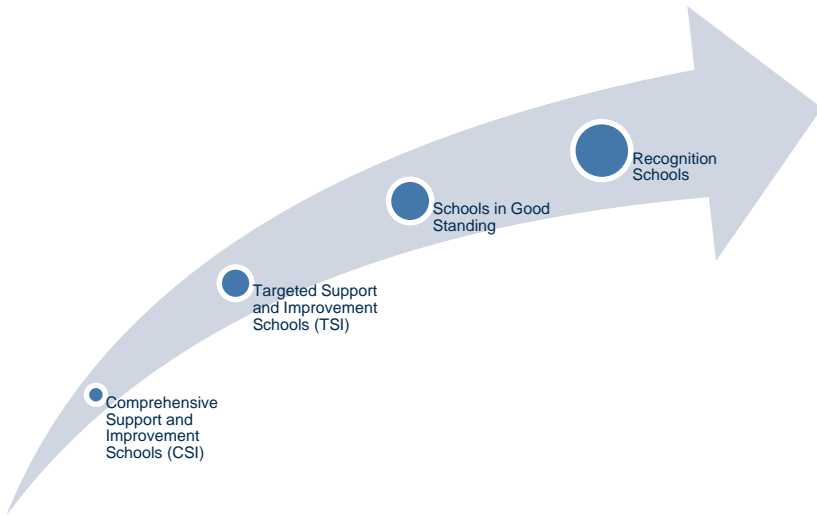 Recognition
Schools
Schools in Good
Standing
Targeted Support
and Improvement
Schools (TSI)
Comprehensive
Support and
Improvement
Schools (CSI)